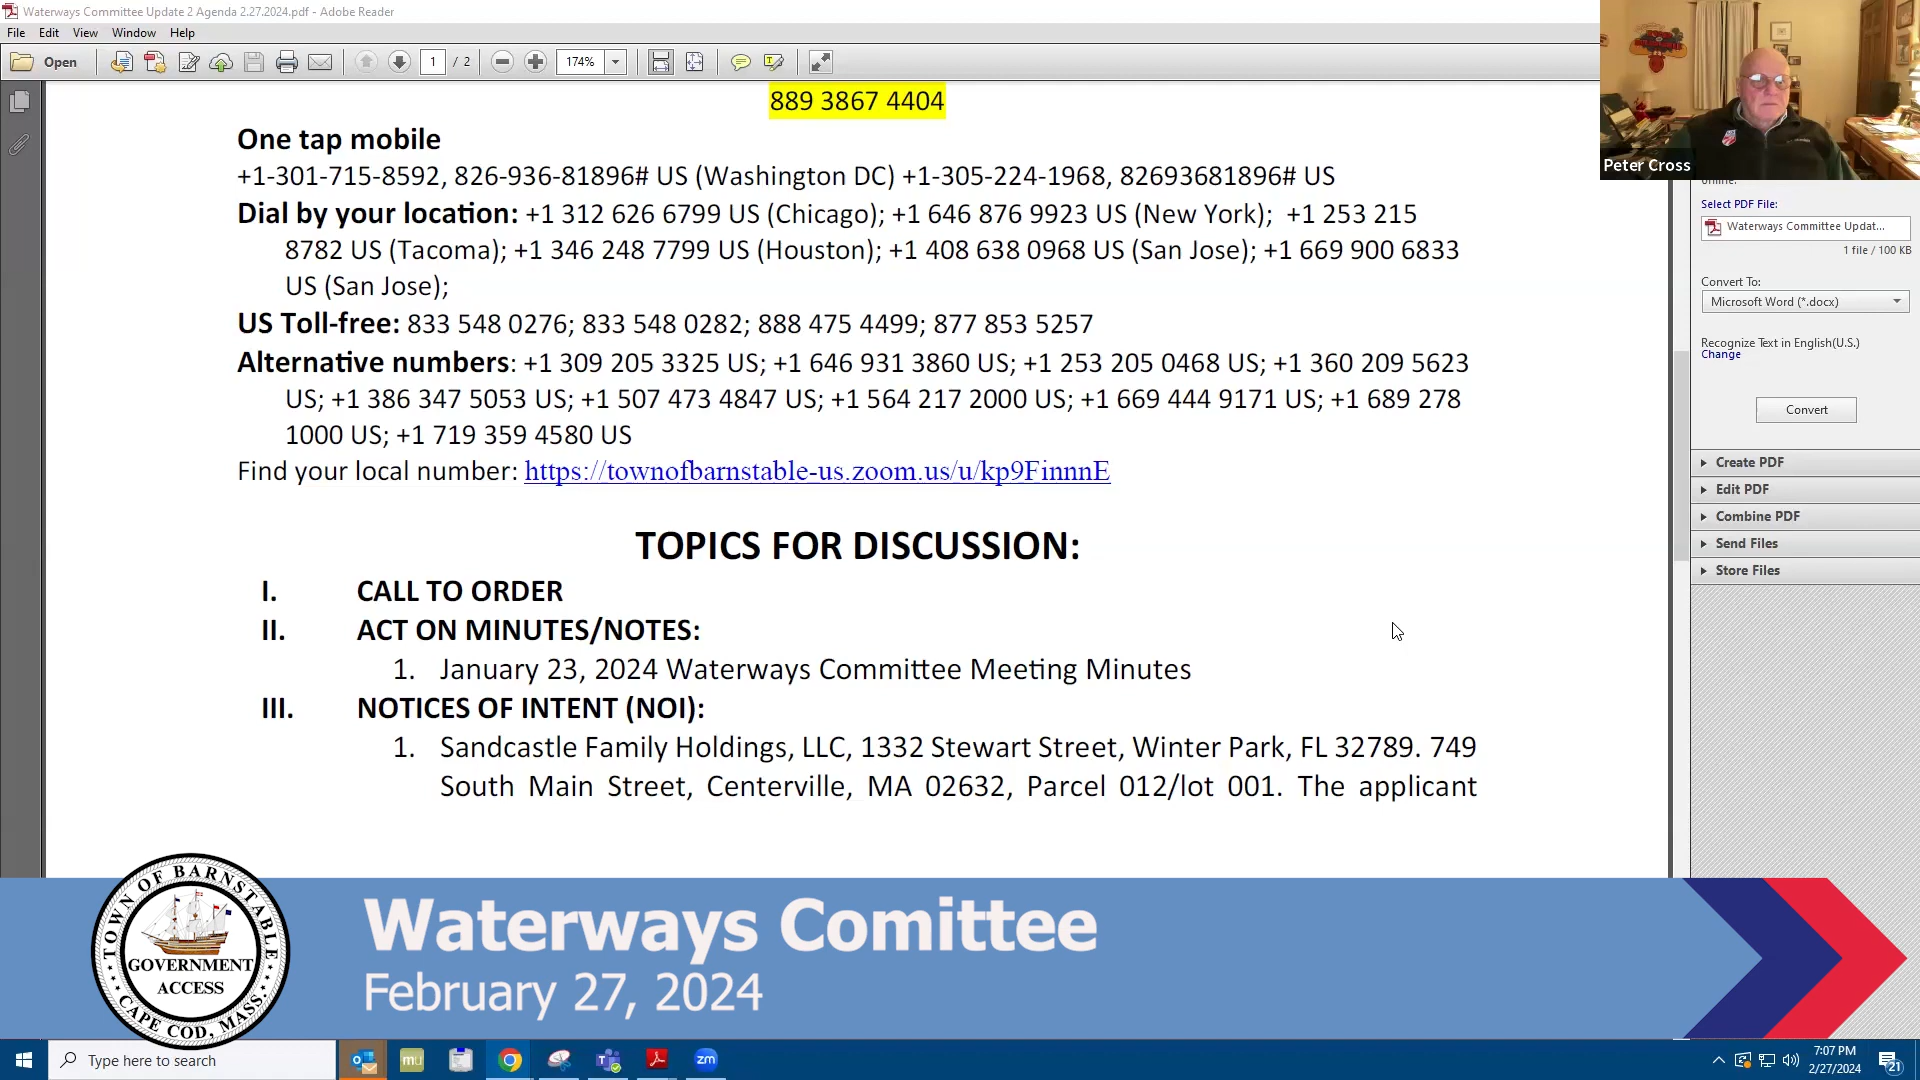 Waterways Committee Update 2 Agenda 2.27.2024.pdf - Adobe Reader
File Edit View Window Help
Open 1 / 2 174%
889 3867 4404
One tap mobile
+1-301-715-8592, 826-936-81896# US (Washington DC) +1-305-224-1968, 82693681896# US
Dial by your location: +1 312 626 6799 US (Chicago); +1 646 876 9923 US (New York); +1 253 215
8782 US (Tacoma); +1 346 248 7799 US (Houston); +1 408 638 0968 US (San Jose); +1 669 900 6833
US (San Jose);
US Toll-free: 833 548 0276; 833 548 0282; 888 475 4499; 877 853 5257
Alternative numbers: +1 309 205 3325 US; +1 646 931 3860 US; +1 253 205 0468 US; +1 360 209 5623
US; +1 386 347 5053 US; +1 507 473 4847 US; +1 564 217 2000 US; +1 669 444 9171 US; +1 689 278
1000 US; +1 719 359 4580 US
Find your local number: https://townofbarnstable-us.zoom.us/u/kp9FinnnE
TOPICS FOR DISCUSSION:
I. CALL TO ORDER
II. ACT ON MINUTES/NOTES:
1. January 23, 2024 Waterways Committee Meeting Minutes
III. NOTICES OF INTENT (NOI):
1. Sandcastle Family Holdings, LLC, 1332 Stewart Street, Winter Park, FL 32789. 749
South Main Street, Centerville, MA 02632, Parcel 012/lot 001. The applicant
Peter Cross
online.
Select PDF File:
Waterways Committee Updat...
1 file / 100 KB
Convert To:
Microsoft Word (*.docx)
Recognize Text in English(U.S.)
Change
Convert
Create PDF
Edit PDF
Combine PDF
Send Files
Store Files
TOWN OF BARNSTABLE
GOVERNMENT
ACCESS
CAPE COD, MASS.
Waterways Comittee
February 27, 2024
Type here to search
mu
zm
7:07 PM
2/27/2024
21